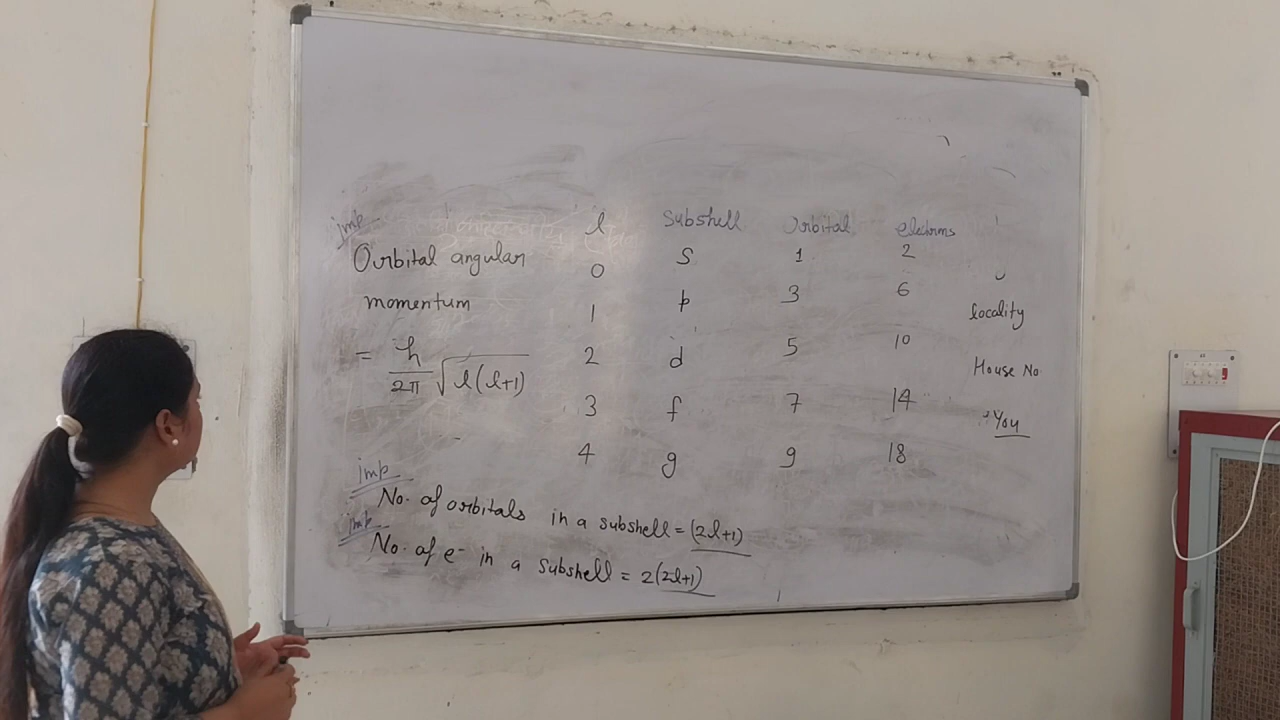 imp l Subshell Orbital electrons
Orbital angular 0 s 1 2
momentum 1 p 3 6 locality
= h/2π √l(l+1) 2 d 5 10 House No
3 f 7 14 "You
4 g 9 18
imp
No. of orbitals in a subshell = (2l+1)
imp
No. of e⁻ in a subshell = 2(2l+1)